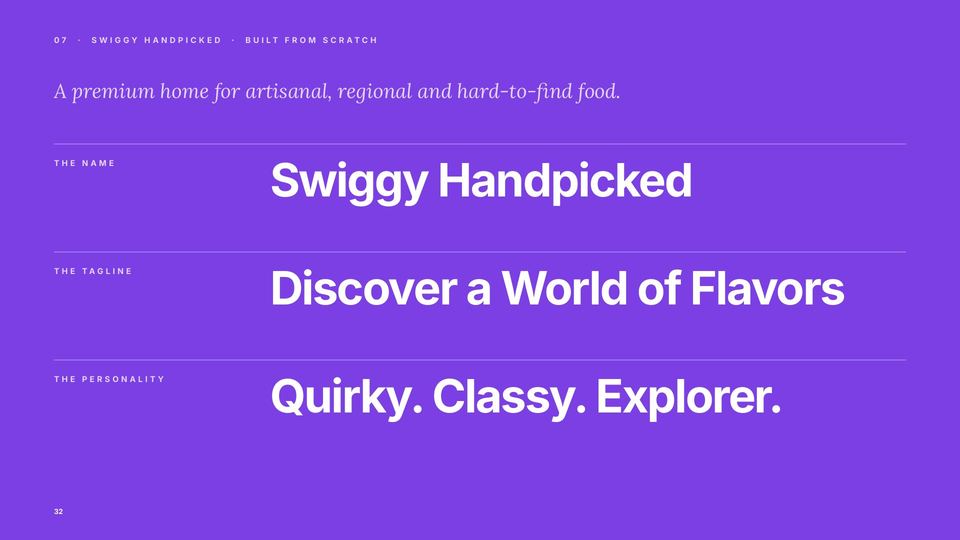 07 · SWIGGY HANDPICKED · BUILT FROM SCRATCH
A premium home for artisanal, regional and hard-to-find food.
THE NAME
Swiggy Handpicked
THE TAGLINE
Discover a World of Flavors
THE PERSONALITY
Quirky. Classy. Explorer.
32